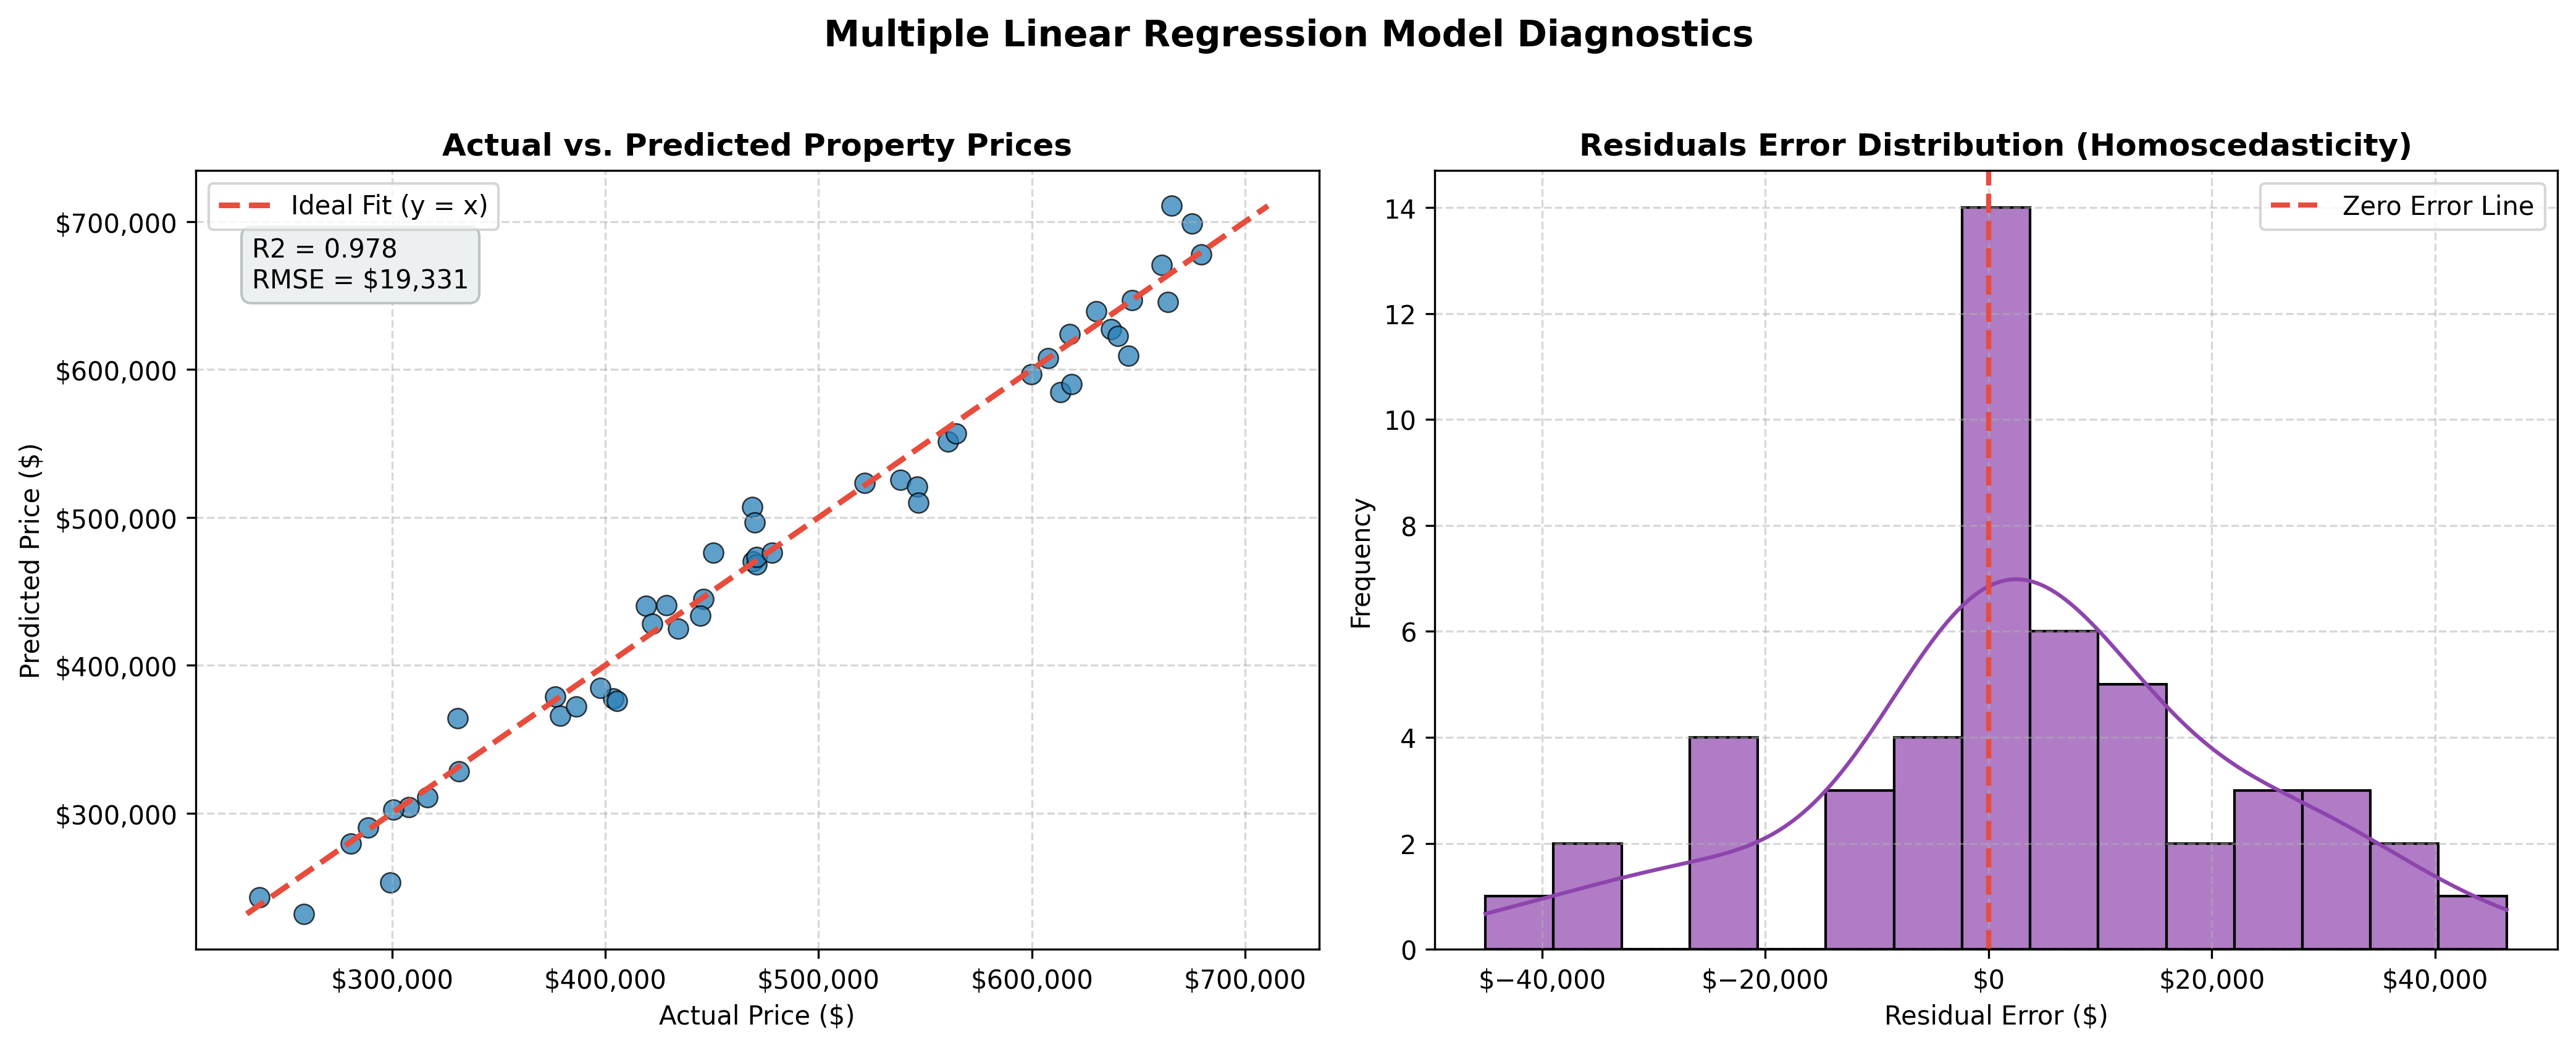 Multiple Linear Regression Model Diagnostics
Actual vs. Predicted Property Prices
Ideal Fit (y = x)
R2 = 0.978
RMSE = $19,331
$700,000
$600,000
$500,000
$400,000
$300,000
Predicted Price ($)
$300,000
$400,000
$500,000
$600,000
$700,000
Actual Price ($)
Residuals Error Distribution (Homoscedasticity)
Zero Error Line
14
12
10
8
6
4
2
0
Frequency
$−40,000
$−20,000
$0
$20,000
$40,000
Residual Error ($)